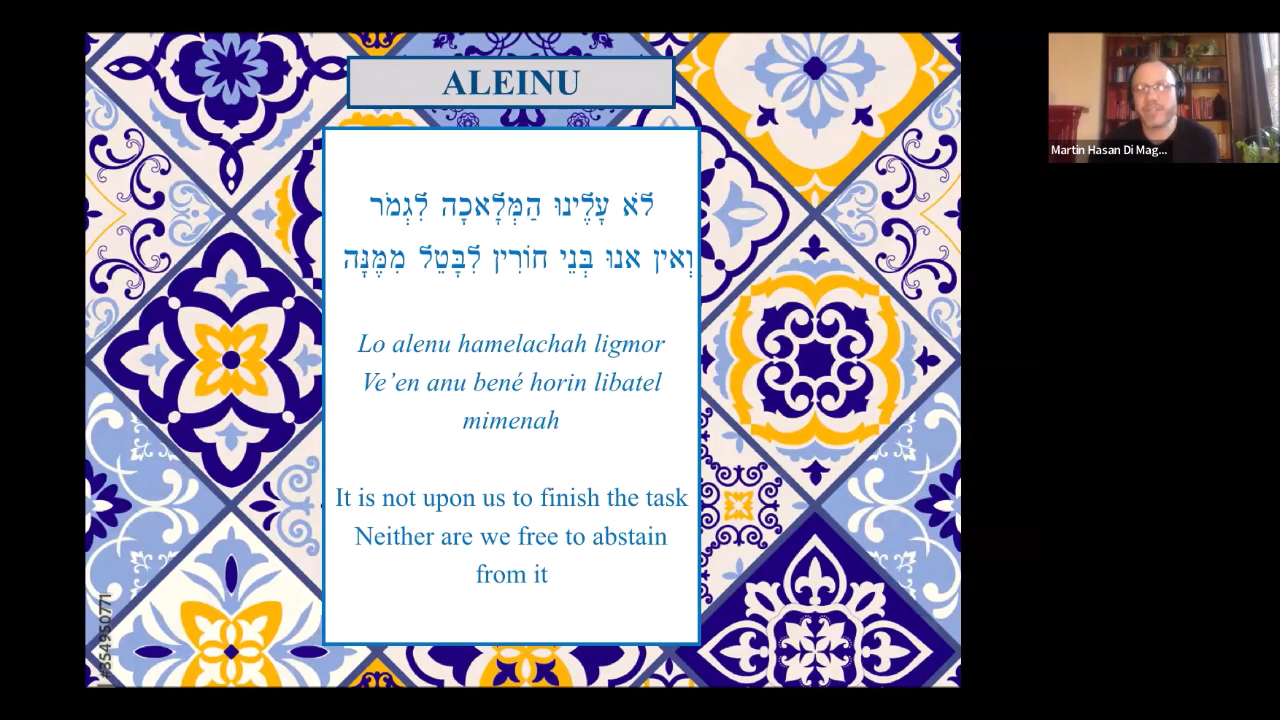 ALEINU
לֹא עָלֵינוּ הַמְּלָאכָה לִגְמֹר
וְאין אנוּ בְּנֵי חוֹרִין לִבָּטֵל מִמֶּנָּה
Lo alenu hamelachah ligmor
Ve’en anu bené horin libatel
mimenah
It is not upon us to finish the task
Neither are we free to abstain
from it
Martin Hasan Di Mag...
#354950771